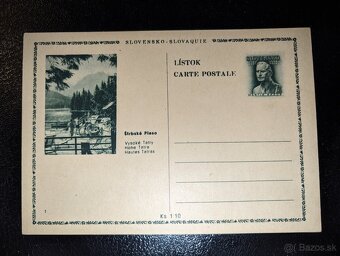 SLOVENSKO-SLOVAQUIE
LÍSTOK
CARTE POSTALE
Štrbské Pleso
Vysoké Tatry
Hohe Tatra
Hautes Tatras
Ks 1·10
bazos.sk